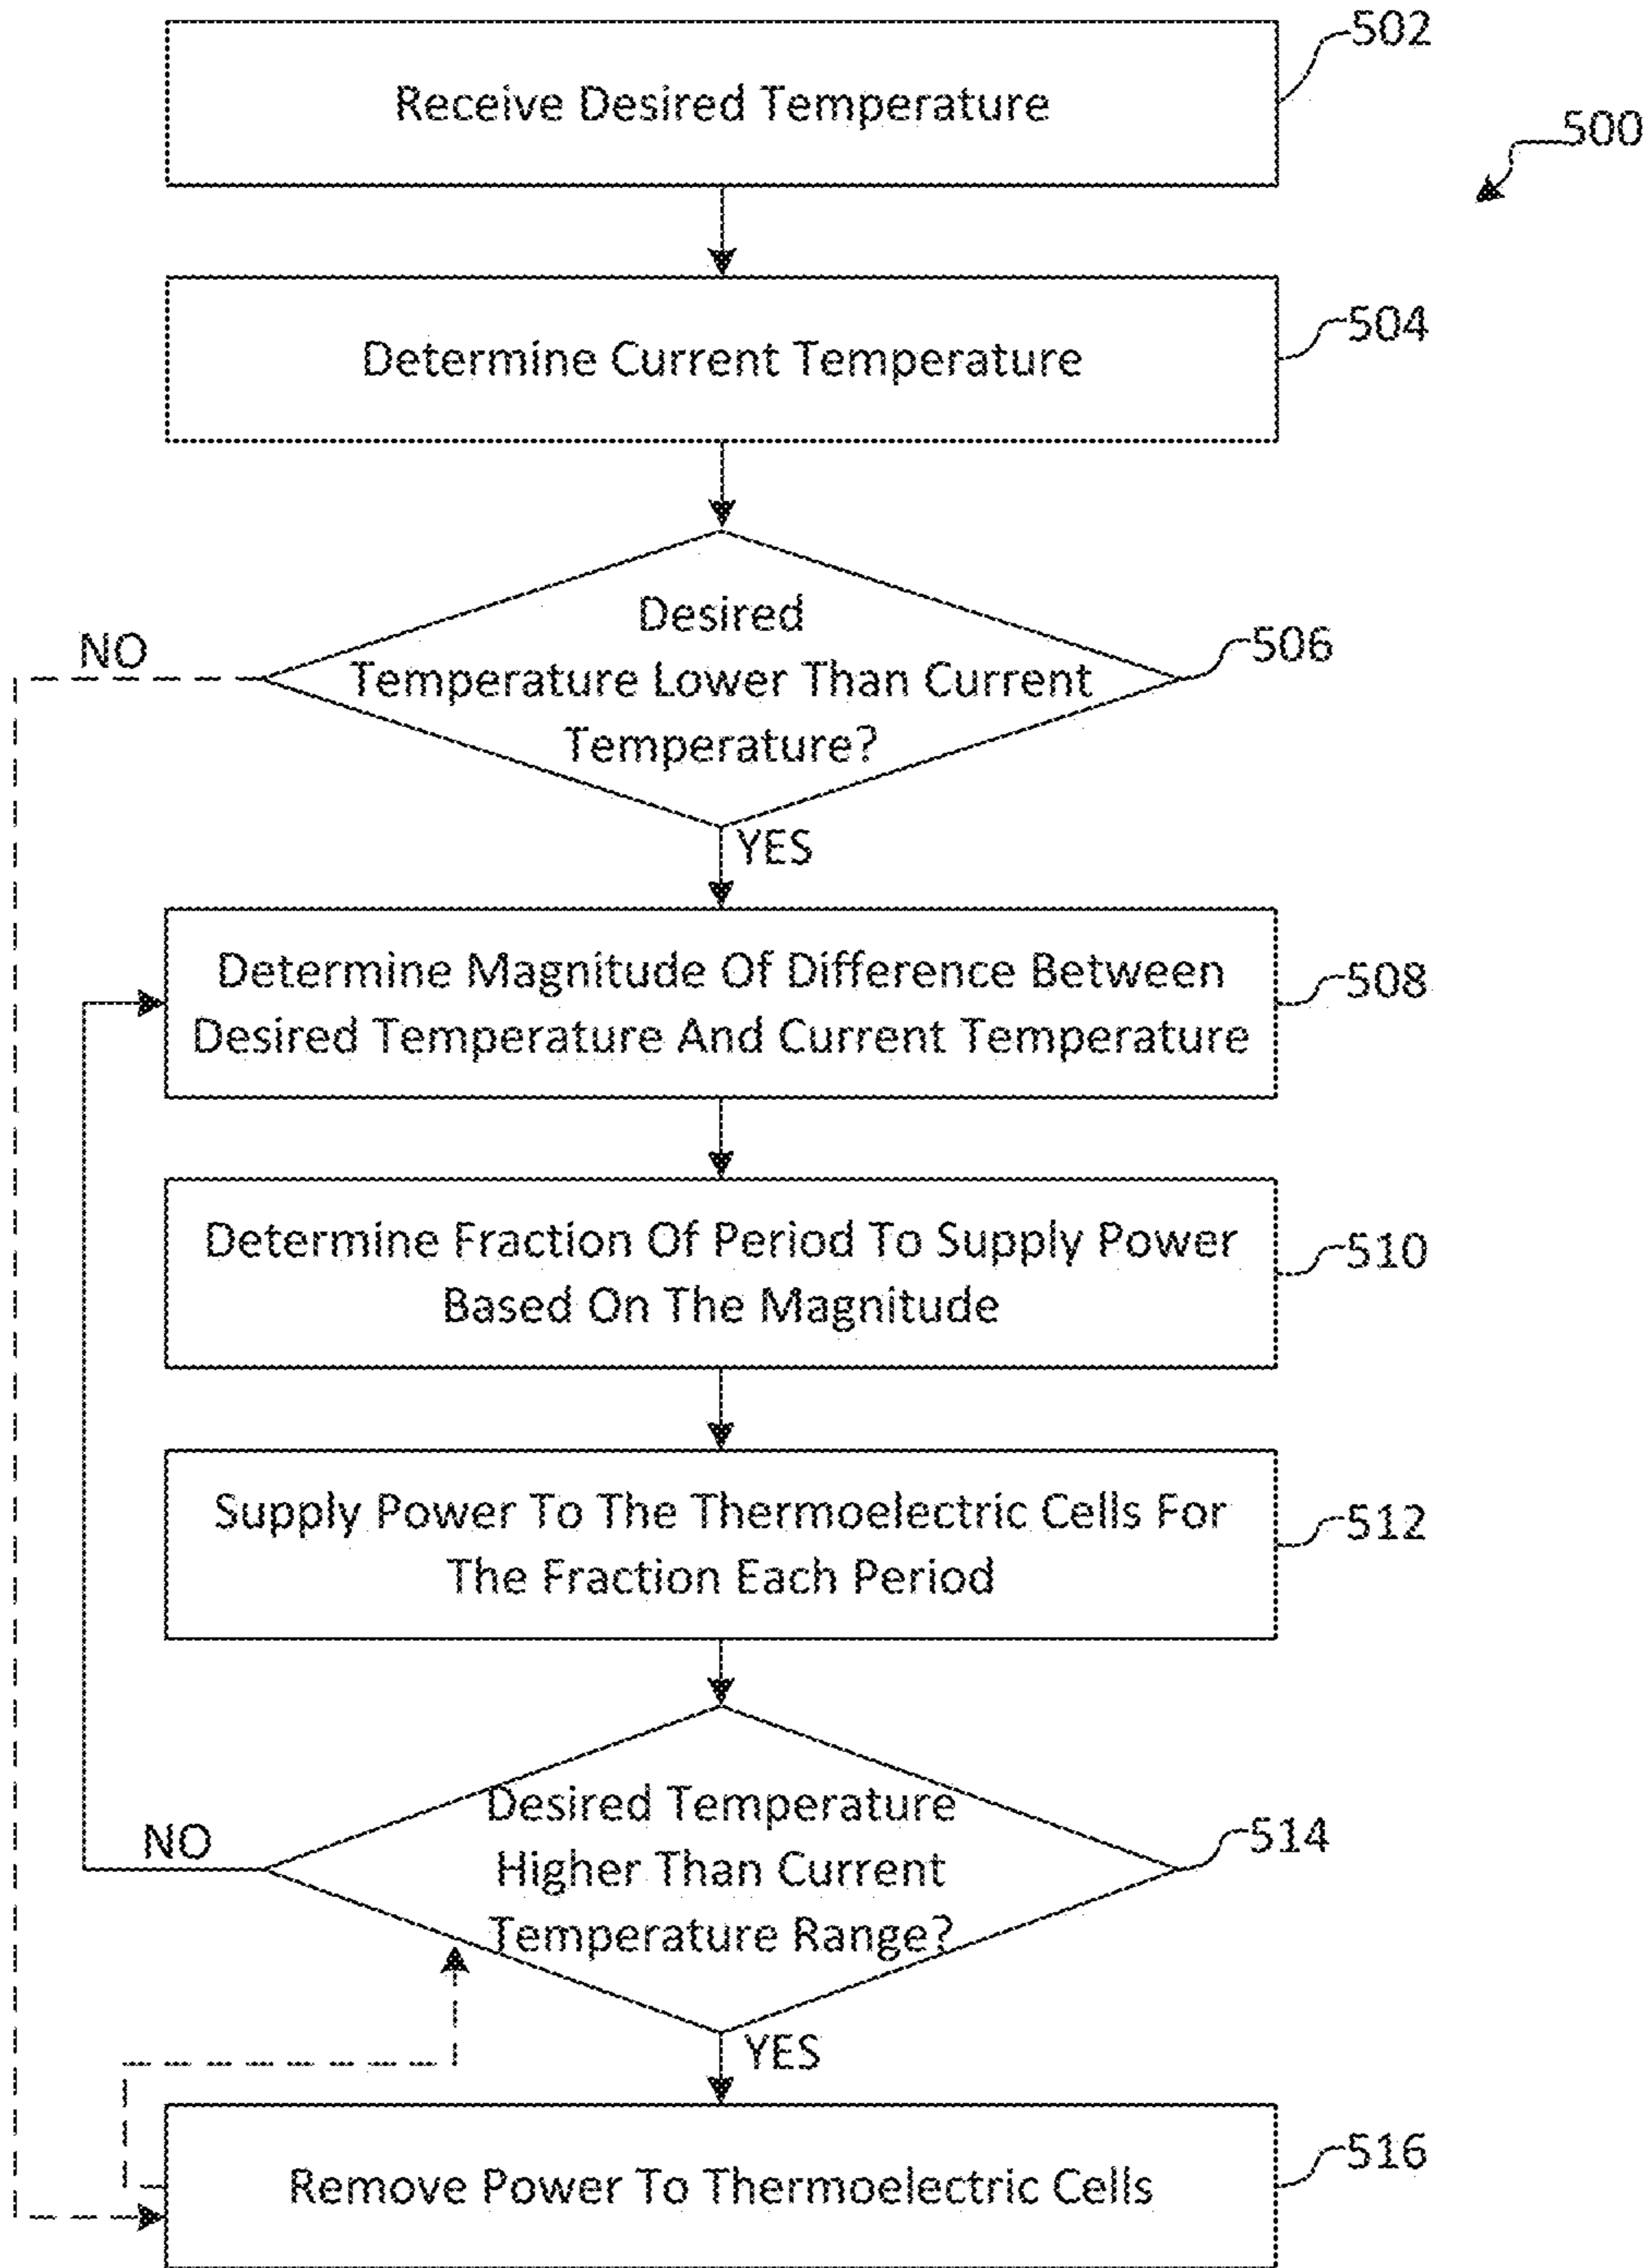 502
Receive Desired Temperature
500
504
Determine Current Temperature
Desired
NO
506
Temperature Lower Than Current
Temperature?
YES
Determine Magnitude Of Difference Between
508
Desired Temperature And Current Temperature
Determine Fraction Of Period To Supply Power
510
Based On The Magnitude
Supply Power To The Thermoelectric Cells For
512
The Fraction Each Period
Desired Temperature
514
NO
Higher Than Current
Temperature Range?
YES
516
Remove Power To Thermoelectric Cells